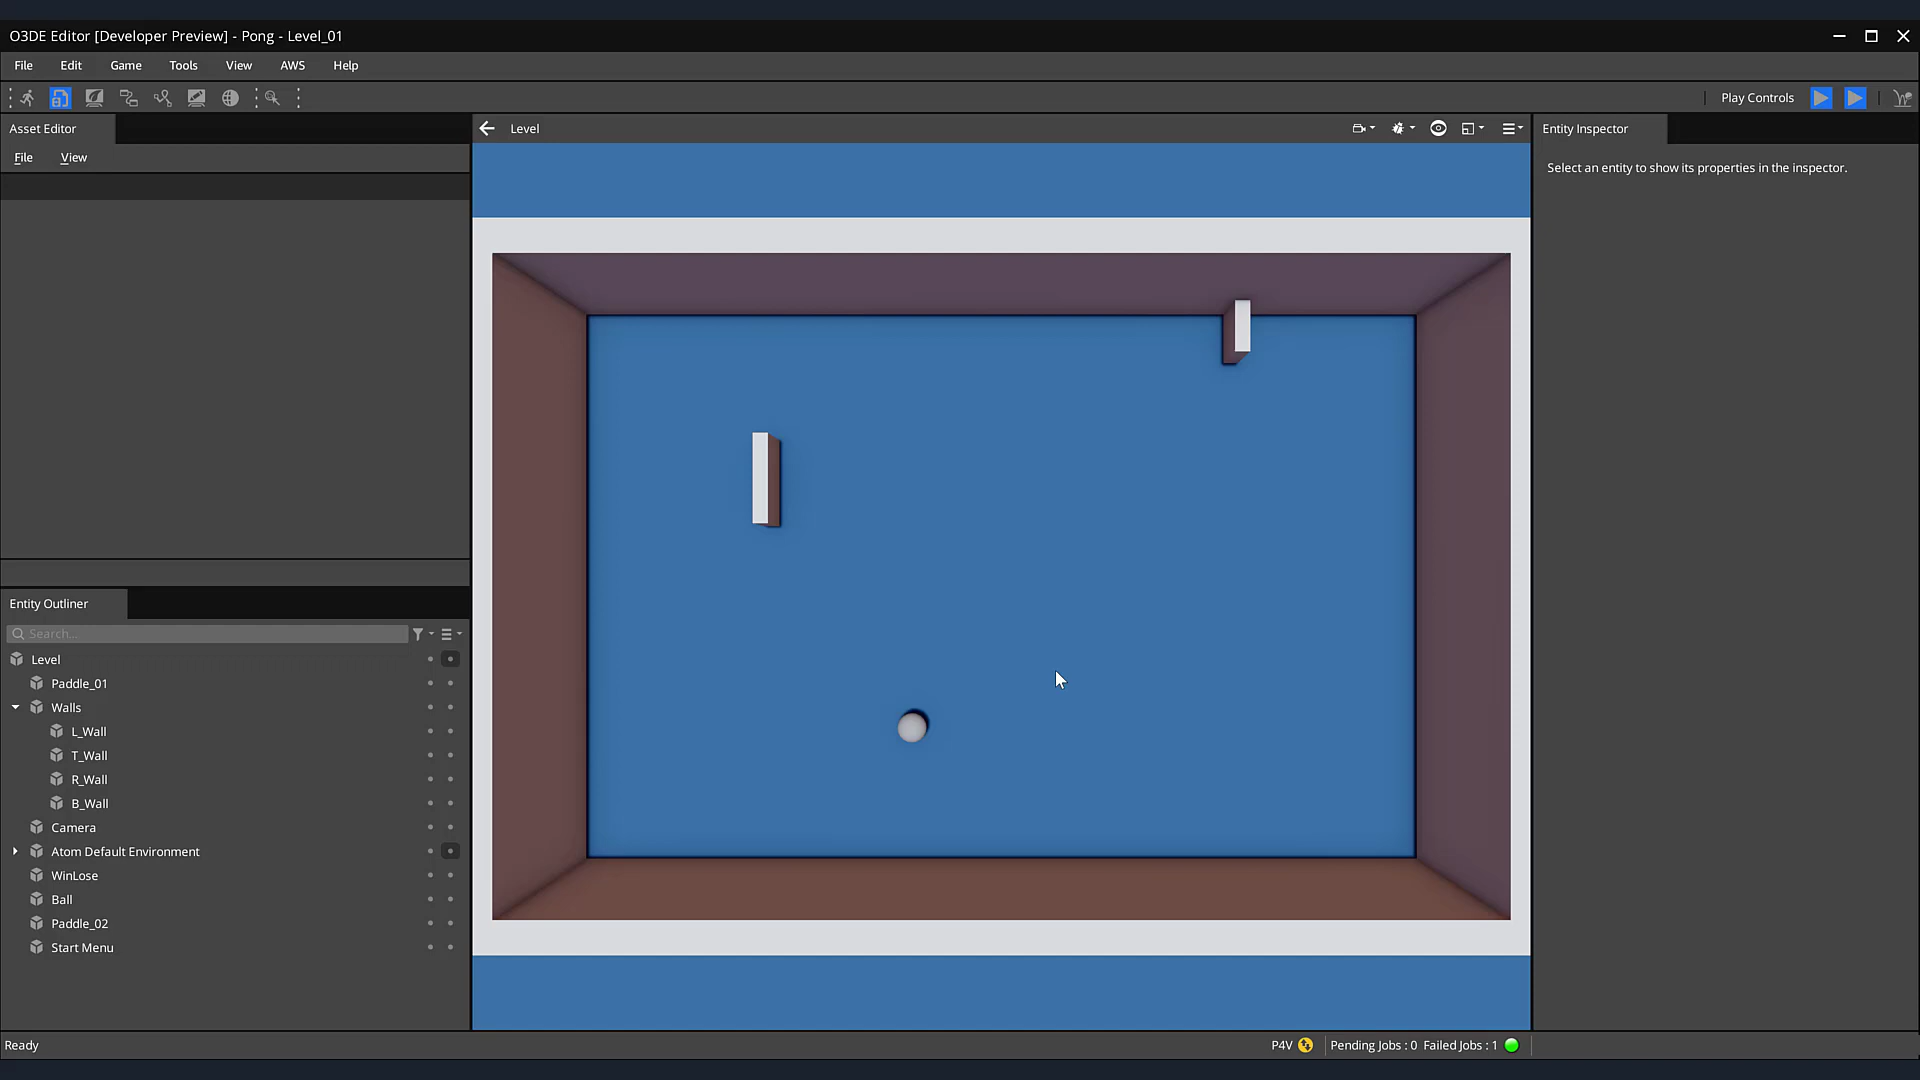 O3DE Editor [Developer Preview] - Pong - Level_01
File Edit Game Tools View AWS Help
Play Controls
Asset Editor
File View
Level
Entity Inspector
Select an entity to show its properties in the inspector.
Entity Outliner
Search...
Level
Paddle_01
Walls
L_Wall
T_Wall
R_Wall
B_Wall
Camera
Atom Default Environment
WinLose
Ball
Paddle_02
Start Menu
Ready
P4V
Pending Jobs : 0 Failed Jobs : 1